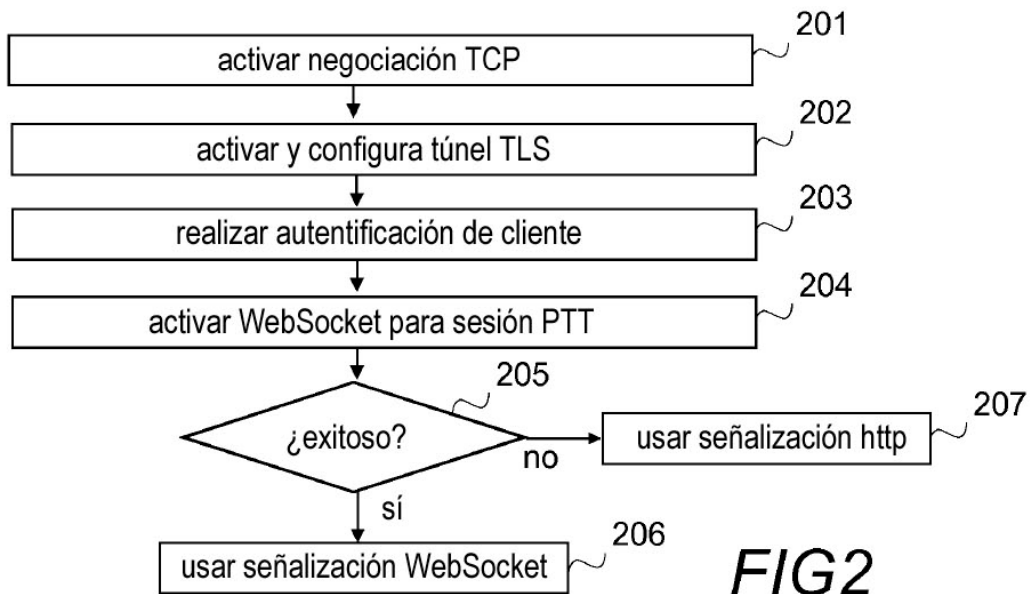 201
activar negociación TCP
202
activar y configura túnel TLS
203
realizar autentificación de cliente
204
activar WebSocket para sesión PTT
205
¿exitoso?
207
usar señalización http
no
sí
206
usar señalización WebSocket
FIG2